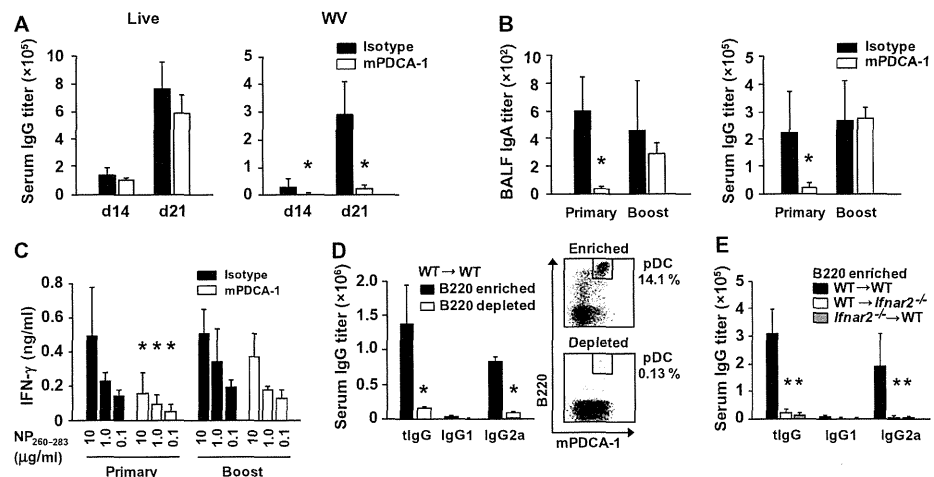 A
Live
WV
Serum IgG titer (×10⁵)
10
8
6
4
2
0
d14
d21
5
4
3
2
1
0
d14
d21
Isotype
mPDCA-1
*
*
B
BALF IgA titer (×10²)
10
8
6
4
2
0
Primary
Boost
*
Serum IgG titer (×10⁵)
5
4
3
2
1
0
Primary
Boost
Isotype
mPDCA-1
*
C
IFN-γ (ng/ml)
0.8
0.6
0.4
0.2
0
Isotype
mPDCA-1
* * *
NP260–283
(μg/ml)
10 1.0 0.1 10 1.0 0.1 10 1.0 0.1 10 1.0 0.1
Primary
Boost
D
Serum IgG titer (×10⁶)
2.0
1.5
1.0
0.5
0
WT→WT
B220 enriched
B220 depleted
*
*
tIgG
IgG1
IgG2a
Enriched
pDC
14.1 %
Depleted
pDC
0.13 %
B220
mPDCA-1
E
Serum IgG titer (×10⁵)
5
4
3
2
1
0
B220 enriched
WT→WT
WT→Ifnar2⁻/⁻
Ifnar2⁻/⁻→WT
* *
* *
tIgG
IgG1
IgG2a